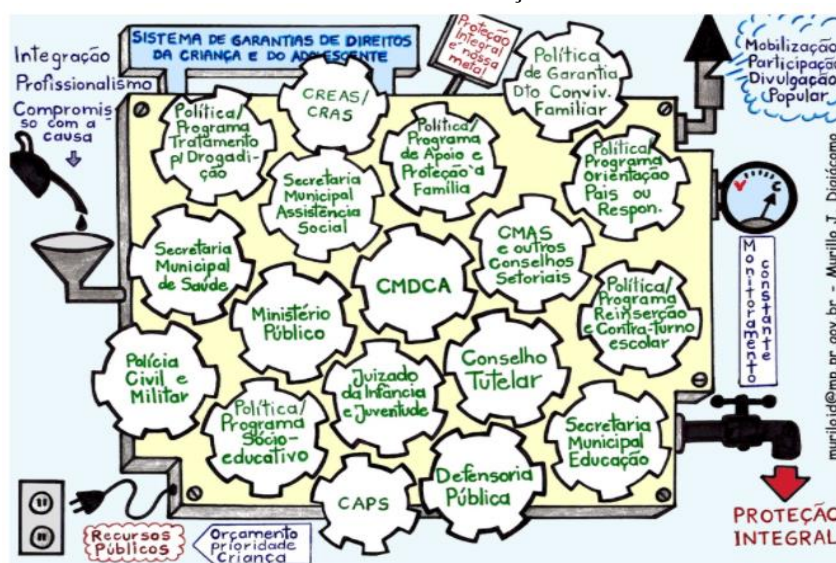 SISTEMA DE GARANTIAS DE DIREITOS
DA CRIANÇA E DO ADOLESCENTE
Proteção
Integral
é nossa
meta!
Integração
Profissionalismo
Compromis
so com a
causa
Mobilização
Participação
Divulgação
Popular
CREAS/
CRAS
Política
de Garantia
Dto Conviv.
Familiar
Política/
Programa
Tratamento
p/ Drogadi-
ção
Política/
Programa
de Apoio e
Proteção à
Família
Política/
Programa
Orientação
Pais ou
Respon.
Secretaria
Municipal
Assistência
Social
Secretaria
Municipal
de Saúde
CMDCA
CMAS
e outros
Conselhos
Setoriais
Ministério
Público
Política/
Programa
Reinserção
e Contra-turno
escolar
Polícia
Civil e
Militar
Juizado
da Infância
e Juventude
Conselho
Tutelar
Política/
Programa
Sócio-
educativo
Secretaria
Municipal
Educação
CAPS
Defensoria
Pública
Monitoramento
constante
Recursos
Públicos
Orçamento
prioridade
Criança
PROTEÇÃO
INTEGRAL
murilojd@mp.pr.gov.br - Murillo J. Digiácomo